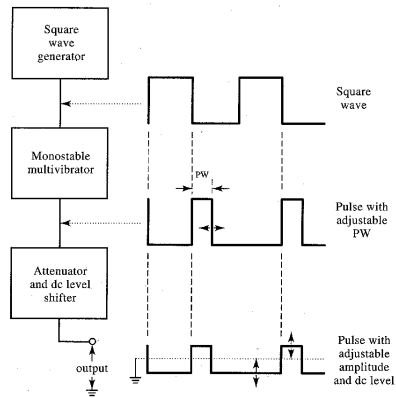 Square
wave
generator
Square
wave
Monostable
multivibrator
PW
Pulse with
adjustable
PW
Attenuator
and dc level
shifter
output
Pulse with
adjustable
amplitude
and dc level